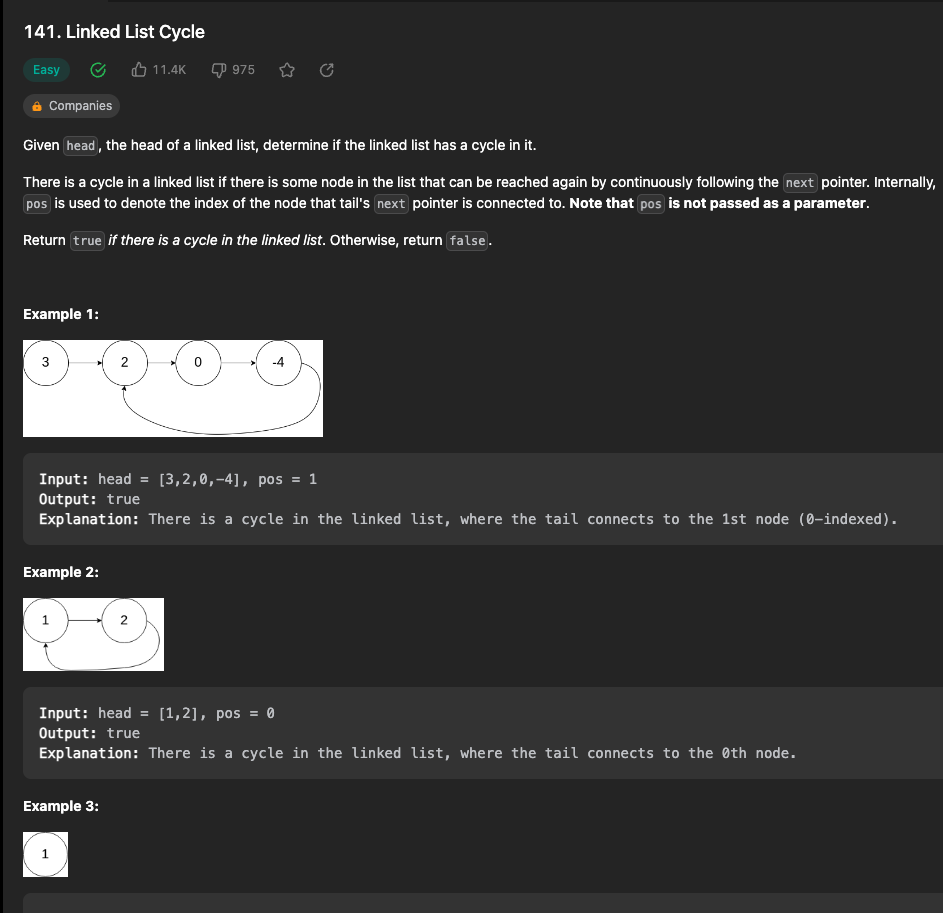 141. Linked List Cycle
Easy 11.4K 975
Companies
Given head, the head of a linked list, determine if the linked list has a cycle in it.
There is a cycle in a linked list if there is some node in the list that can be reached again by continuously following the next pointer. Internally,
pos is used to denote the index of the node that tail's next pointer is connected to. Note that pos is not passed as a parameter.
Return true if there is a cycle in the linked list. Otherwise, return false.
Example 1:
3 2 0 -4
Input: head = [3,2,0,-4], pos = 1
Output: true
Explanation: There is a cycle in the linked list, where the tail connects to the 1st node (0-indexed).
Example 2:
1 2
Input: head = [1,2], pos = 0
Output: true
Explanation: There is a cycle in the linked list, where the tail connects to the 0th node.
Example 3:
1